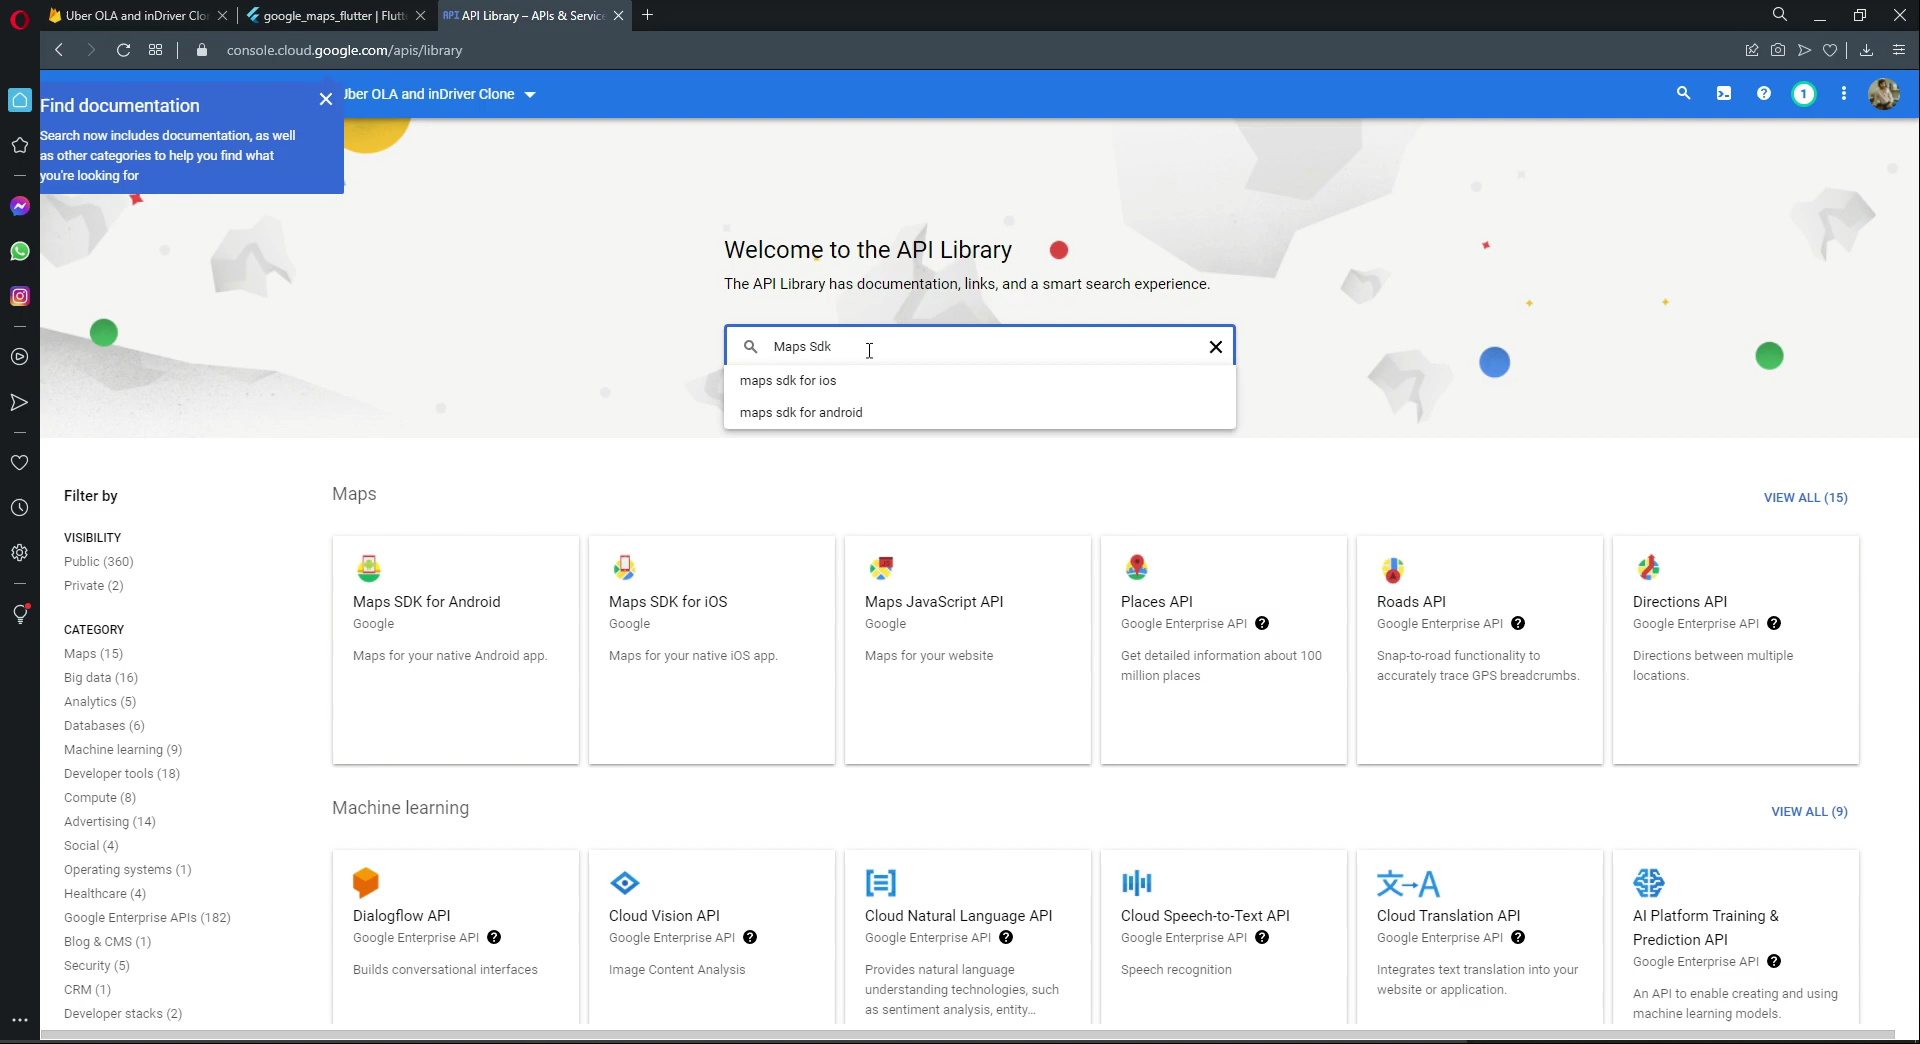 Uber OLA and inDriver Clo
google_maps_flutter | Flutt
API API Library – APIs & Service
console.cloud.google.com/apis/library
Find documentation
Search now includes documentation, as well
as other categories to help you find what
you're looking for
Uber OLA and inDriver Clone
1
Welcome to the API Library
The API Library has documentation, links, and a smart search experience.
Maps Sdk
maps sdk for ios
maps sdk for android
Filter by
VISIBILITY
Public (360)
Private (2)
CATEGORY
Maps (15)
Big data (16)
Analytics (5)
Databases (6)
Machine learning (9)
Developer tools (18)
Compute (8)
Advertising (14)
Social (4)
Operating systems (1)
Healthcare (4)
Google Enterprise APIs (182)
Blog & CMS (1)
Security (5)
CRM (1)
Developer stacks (2)
Maps
VIEW ALL (15)
Maps SDK for Android
Google
Maps for your native Android app.
Maps SDK for iOS
Google
Maps for your native iOS app.
Maps JavaScript API
Google
Maps for your website
Places API
Google Enterprise API
Get detailed information about 100
million places
Roads API
Google Enterprise API
Snap-to-road functionality to
accurately trace GPS breadcrumbs.
Directions API
Google Enterprise API
Directions between multiple
locations.
Machine learning
VIEW ALL (9)
Dialogflow API
Google Enterprise API
Builds conversational interfaces
Cloud Vision API
Google Enterprise API
Image Content Analysis
Cloud Natural Language API
Google Enterprise API
Provides natural language
understanding technologies, such
as sentiment analysis, entity...
Cloud Speech-to-Text API
Google Enterprise API
Speech recognition
文→A
Cloud Translation API
Google Enterprise API
Integrates text translation into your
website or application.
AI Platform Training &
Prediction API
Google Enterprise API
An API to enable creating and using
machine learning models.